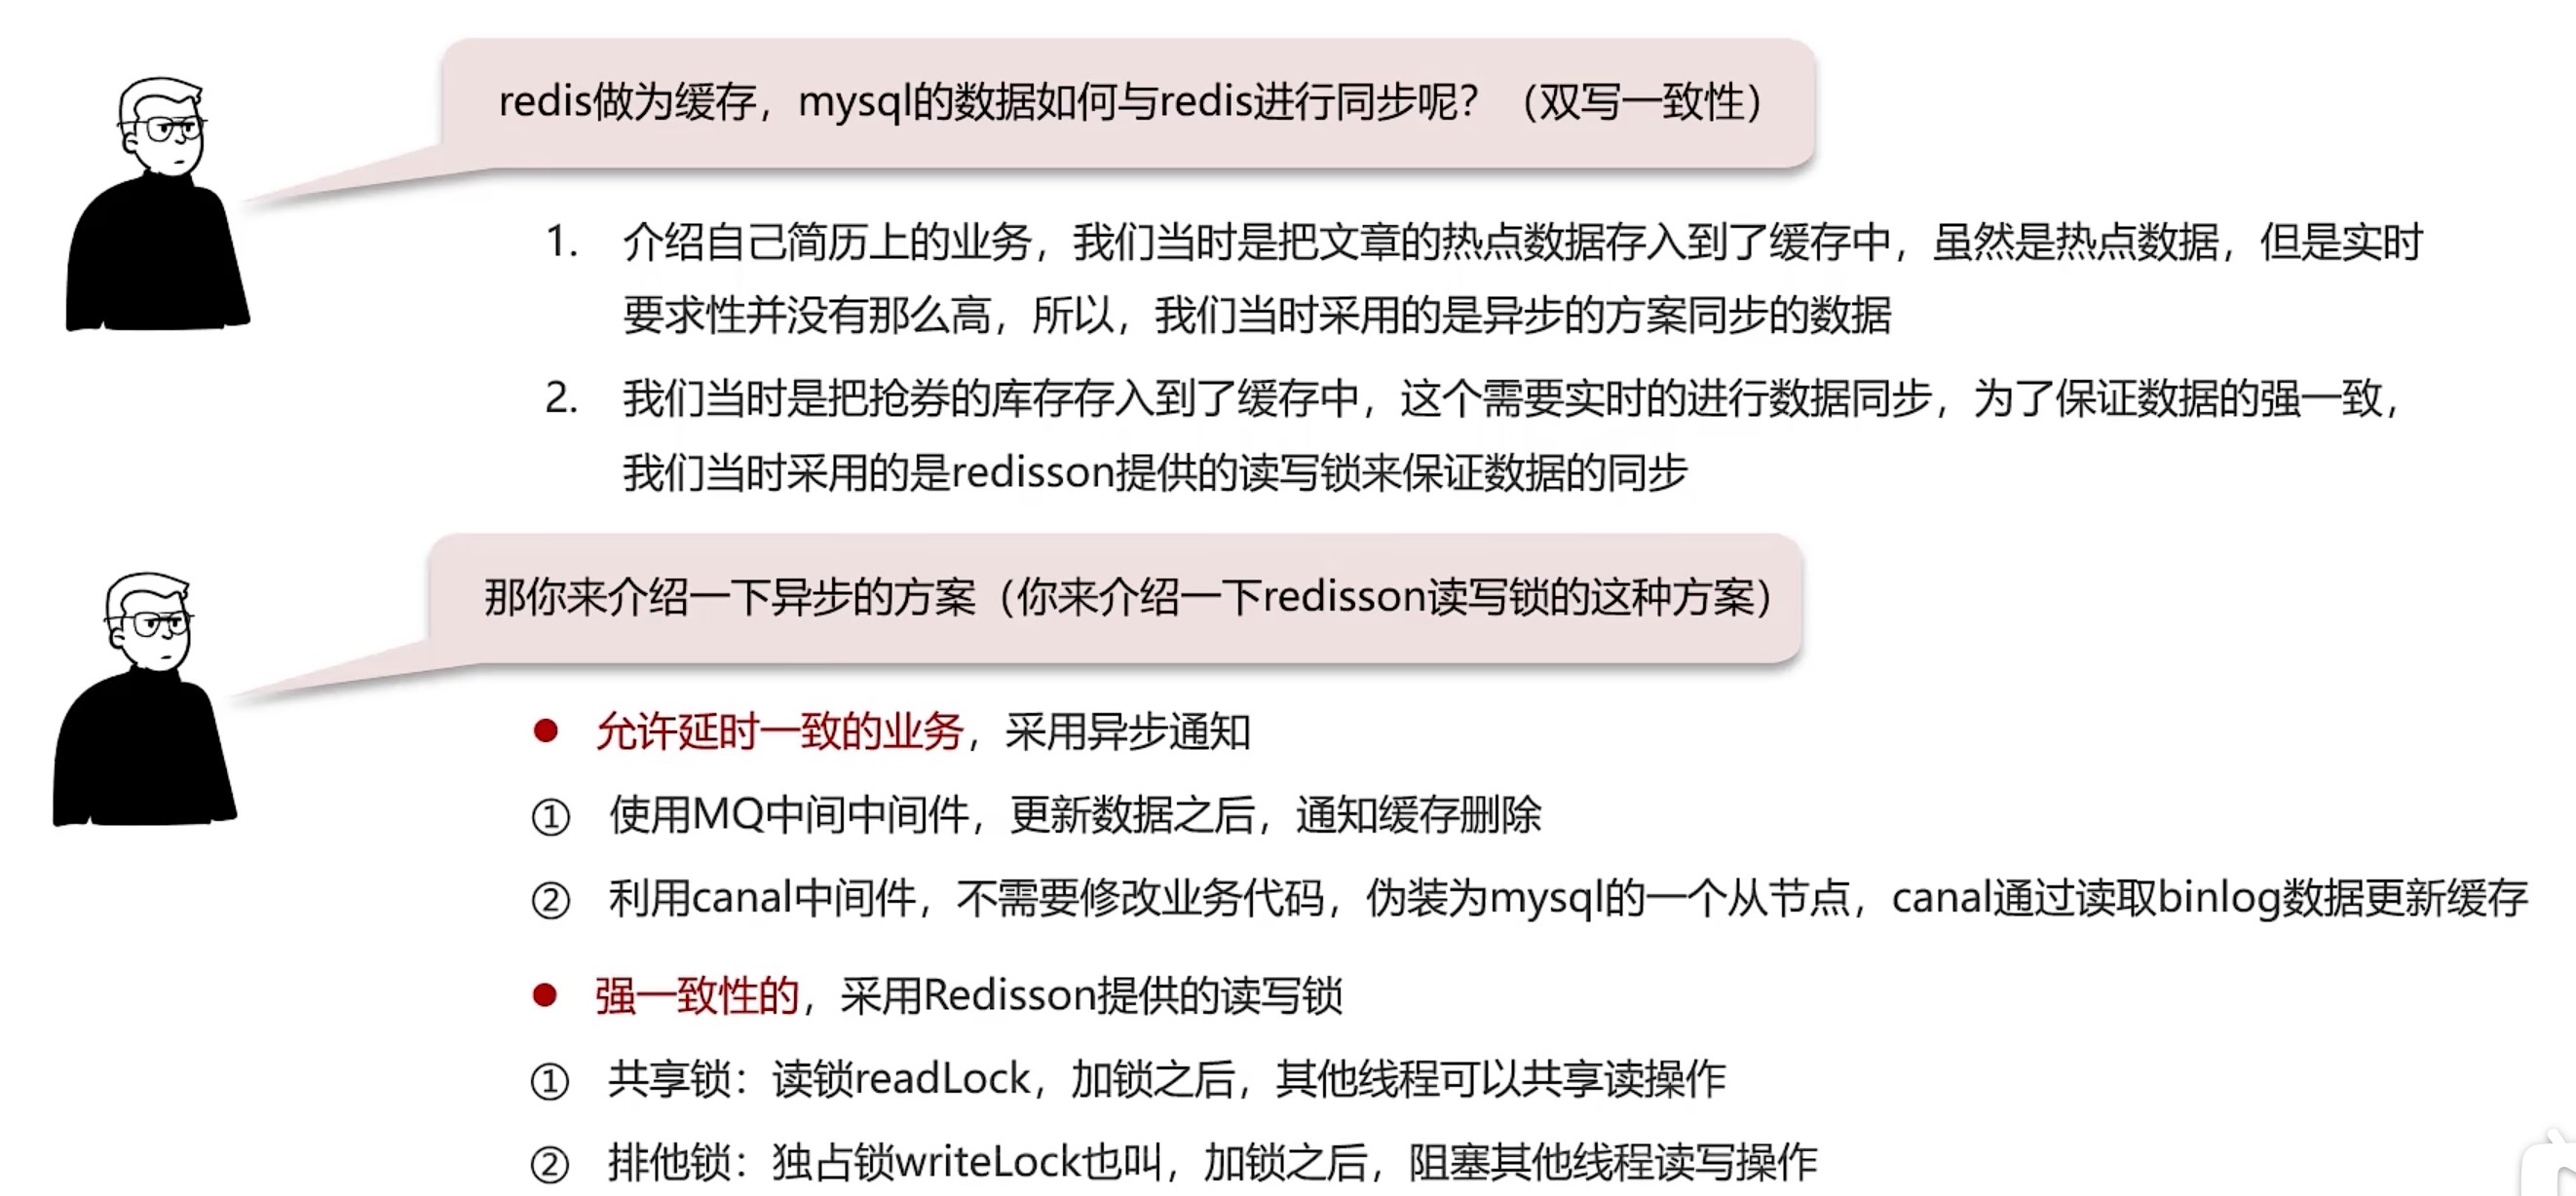 redis做为缓存，mysql的数据如何与redis进行同步呢？（双写一致性）
1. 介绍自己简历上的业务，我们当时是把文章的热点数据存入到了缓存中，虽然是热点数据，但是实时
要求性并没有那么高，所以，我们当时采用的是异步的方案同步的数据
2. 我们当时是把抢券的库存存入到了缓存中，这个需要实时的进行数据同步，为了保证数据的强一致，
我们当时采用的是redisson提供的读写锁来保证数据的同步
那你来介绍一下异步的方案（你来介绍一下redisson读写锁的这种方案）
● 允许延时一致的业务，采用异步通知
① 使用MQ中间中间件，更新数据之后，通知缓存删除
② 利用canal中间件，不需要修改业务代码，伪装为mysql的一个从节点，canal通过读取binlog数据更新缓存
● 强一致性的，采用Redisson提供的读写锁
① 共享锁：读锁readLock，加锁之后，其他线程可以共享读操作
② 排他锁：独占锁writeLock也叫，加锁之后，阻塞其他线程读写操作